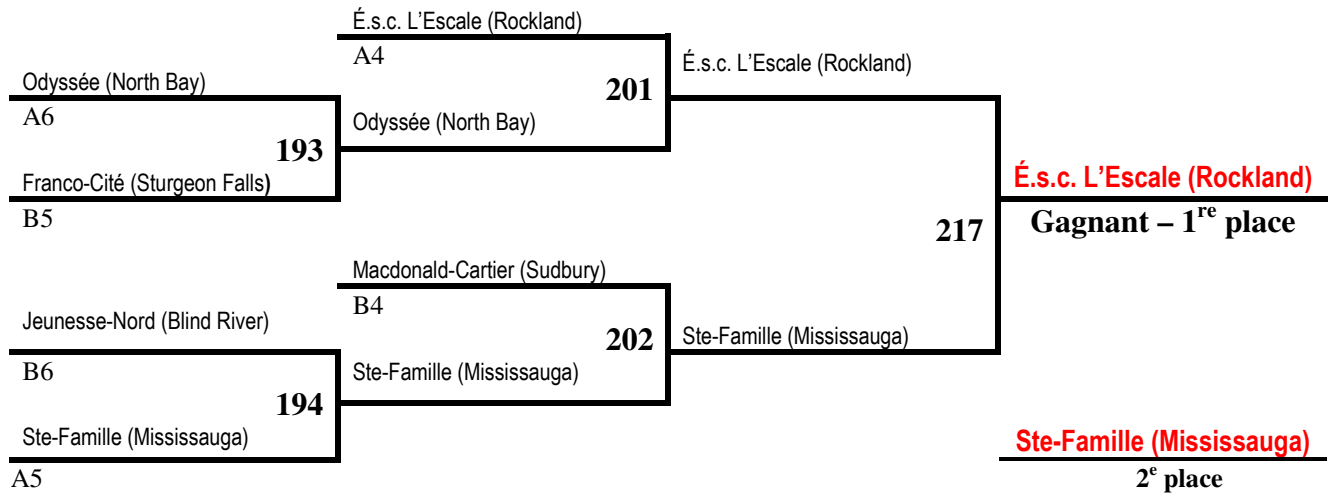 É.s.c. L’Escale (Rockland)
A4
É.s.c. L’Escale (Rockland)
Odyssée (North Bay)
201
A6
Odyssée (North Bay)
193
Franco-Cité (Sturgeon Falls)
É.s.c. L’Escale (Rockland)
B5
Gagnant – 1re place
217
Macdonald-Cartier (Sudbury)
B4
Jeunesse-Nord (Blind River)
202
Ste-Famille (Mississauga)
B6
Ste-Famille (Mississauga)
194
Ste-Famille (Mississauga)
Ste-Famille (Mississauga)
A5
2e place